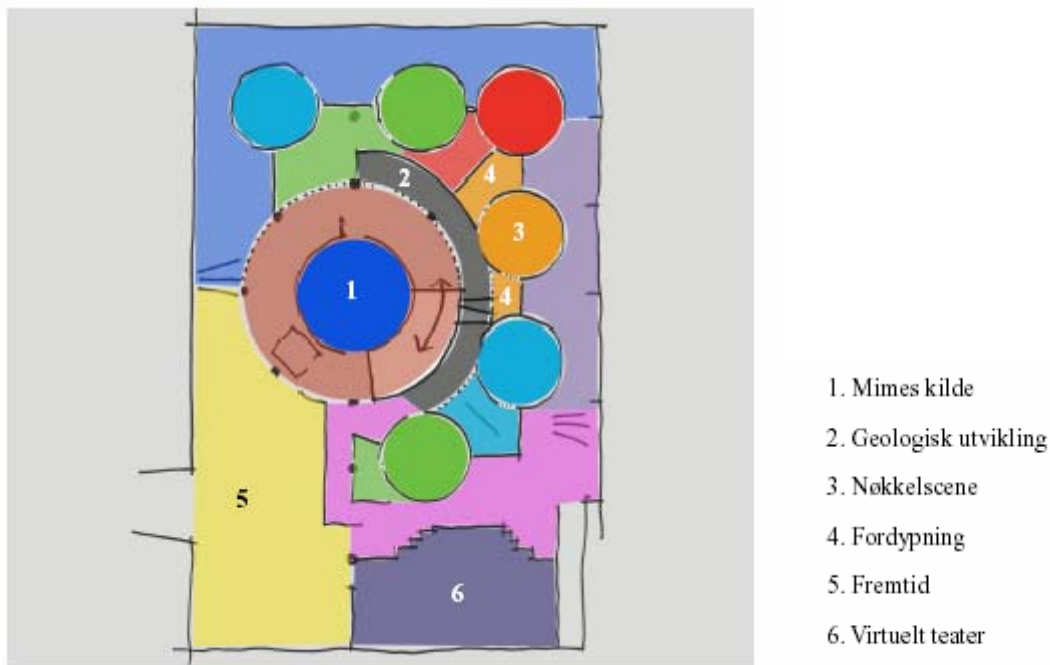 2
4
3
1
4
5
6
1. Mimes kilde
2. Geologisk utvikling
3. Nøkkelscene
4. Fordypning
5. Fremtid
6. Virtuelt teater